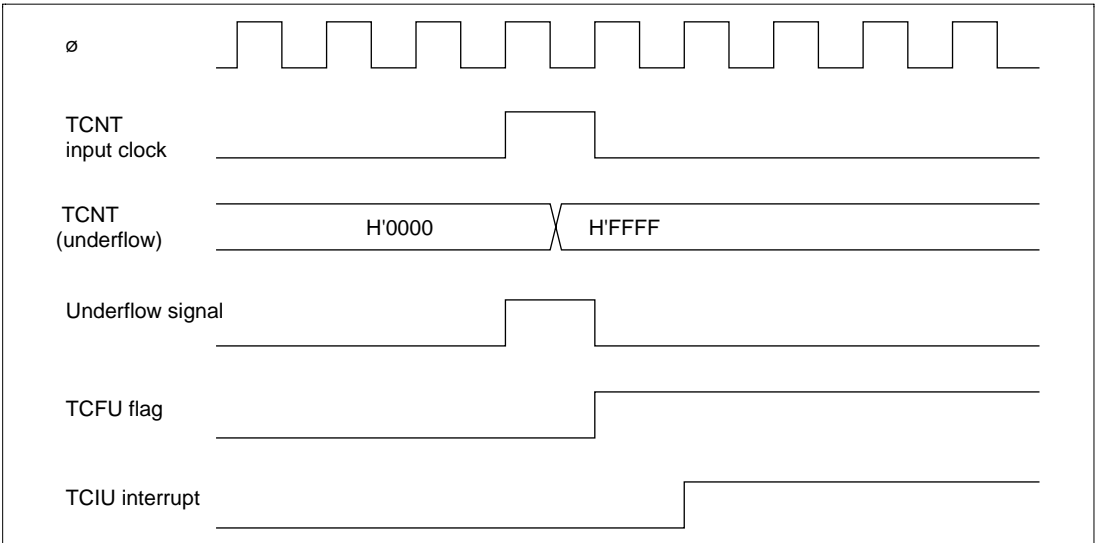 ø
TCNT
input clock
TCNT
(underflow)
H'0000
H'FFFF
Underflow signal
TCFU flag
TCIU interrupt